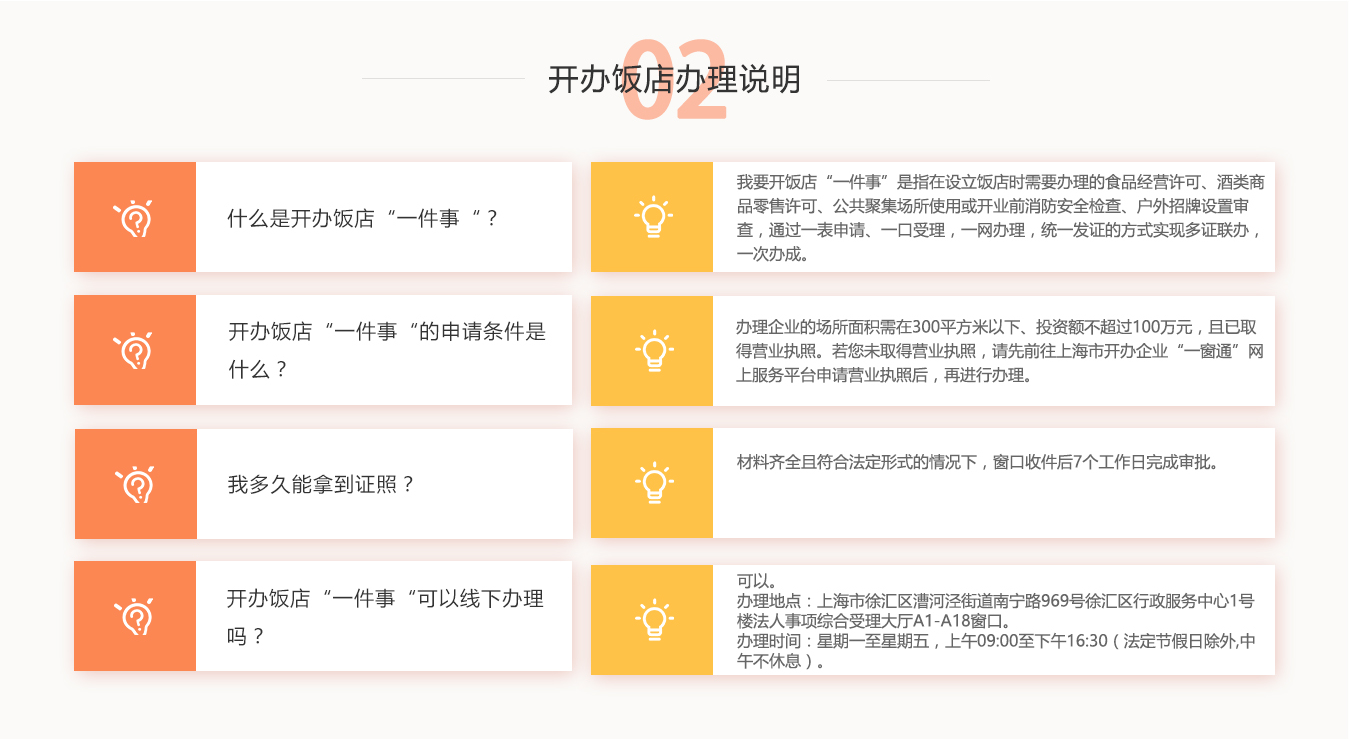 02
开办饭店办理说明
什么是开办饭店“一件事“？
我要开饭店“一件事”是指在设立饭店时需要办理的食品经营许可、酒类商
品零售许可、公共聚集场所使用或开业前消防安全检查、户外招牌设置审
查，通过一表申请、一口受理，一网办理，统一发证的方式实现多证联办，
一次办成。
开办饭店“一件事“的申请条件是
什么？
办理企业的场所面积需在300平方米以下、投资额不超过100万元，且已取
得营业执照。若您未取得营业执照，请先前往上海市开办企业“一窗通”网
上服务平台申请营业执照后，再进行办理。
我多久能拿到证照？
材料齐全且符合法定形式的情况下，窗口收件后7个工作日完成审批。
开办饭店“一件事“可以线下办理
吗？
可以。
办理地点：上海市徐汇区漕河泾街道南宁路969号徐汇区行政服务中心1号
楼法人事项综合受理大厅A1-A18窗口。
办理时间：星期一至星期五，上午09:00至下午16:30（法定节假日除外,中
午不休息）。